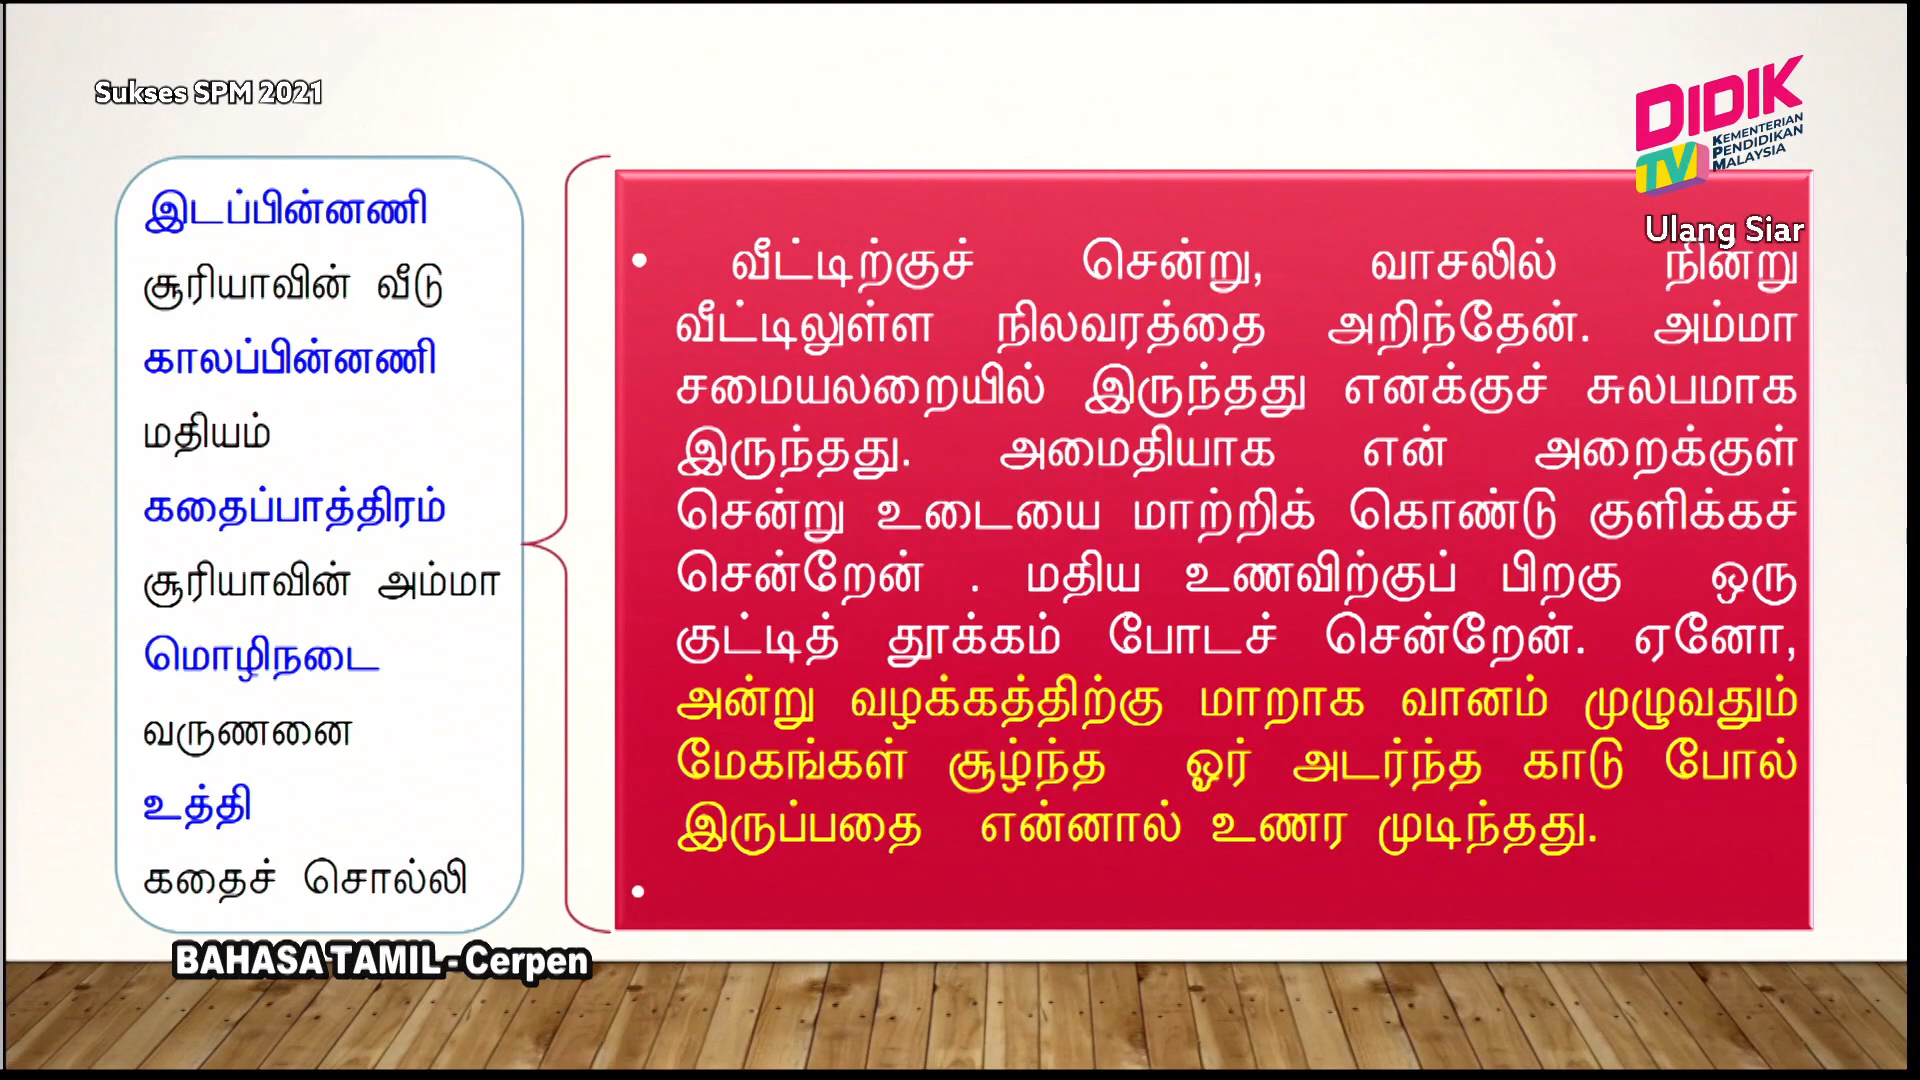 Sukses SPM 2021
DIDIK
TV
KEMENTERIAN
PENDIDIKAN
MALAYSIA
Ulang Siar
இடப்பின்னணி
சூரியாவின் வீடு
காலப்பின்னணி
மதியம்
கதைப்பாத்திரம்
சூரியாவின் அம்மா
மொழிநடை
வருணனை
உத்தி
கதைச் சொல்லி
• வீட்டிற்குச் சென்று, வாசலில் நின்று
வீட்டிலுள்ள நிலவரத்தை அறிந்தேன். அம்மா
சமையலறையில் இருந்தது எனக்குச் சுலபமாக
இருந்தது. அமைதியாக என் அறைக்குள்
சென்று உடையை மாற்றிக் கொண்டு குளிக்கச்
சென்றேன் . மதிய உணவிற்குப் பிறகு ஒரு
குட்டித் தூக்கம் போடச் சென்றேன். ஏனோ,
அன்று வழக்கத்திற்கு மாறாக வானம் முழுவதும்
மேகங்கள் சூழ்ந்த ஓர் அடர்ந்த காடு போல்
இருப்பதை என்னால் உணர முடிந்தது.
•
BAHASA TAMIL - Cerpen